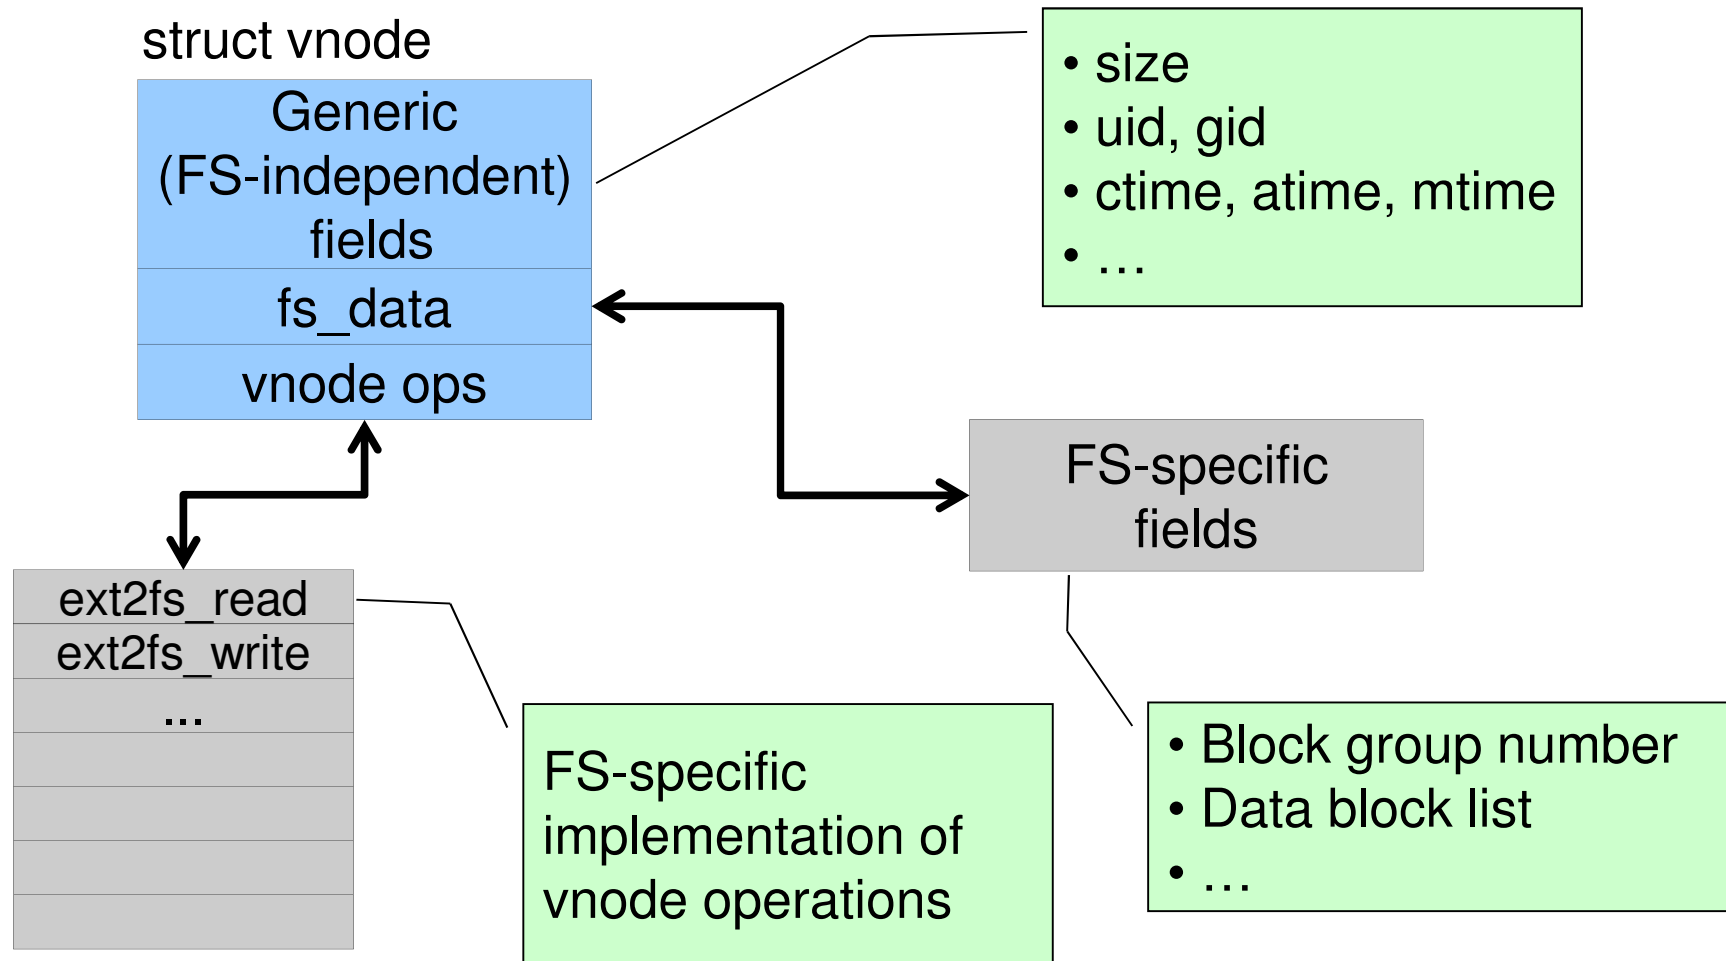 struct vnode
Generic
(FS-independent)
fields
fs_data
vnode ops
• size
• uid, gid
• ctime, atime, mtime
• …
FS-specific
fields
ext2fs_read
ext2fs_write
...
FS-specific
implementation of
vnode operations
• Block group number
• Data block list
• …